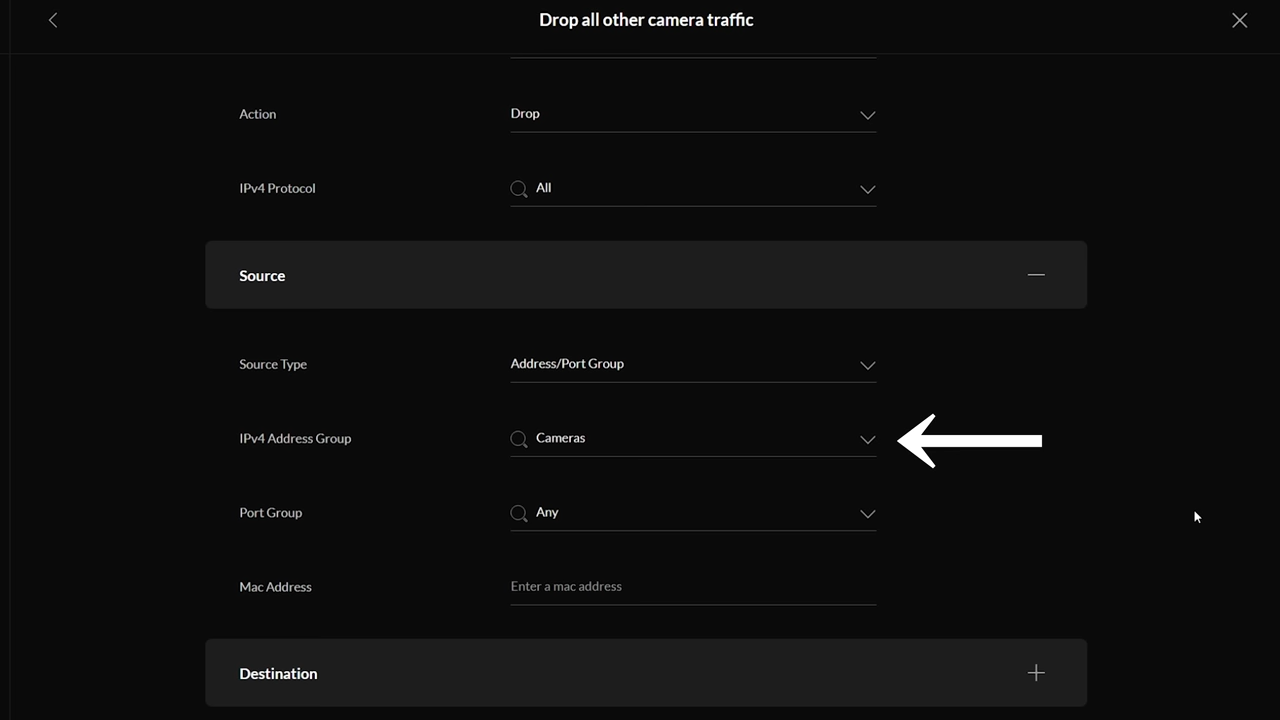 Drop all other camera traffic
Action
Drop
IPv4 Protocol
All
Source
Source Type
Address/Port Group
IPv4 Address Group
Cameras
Port Group
Any
Mac Address
Enter a mac address
Destination